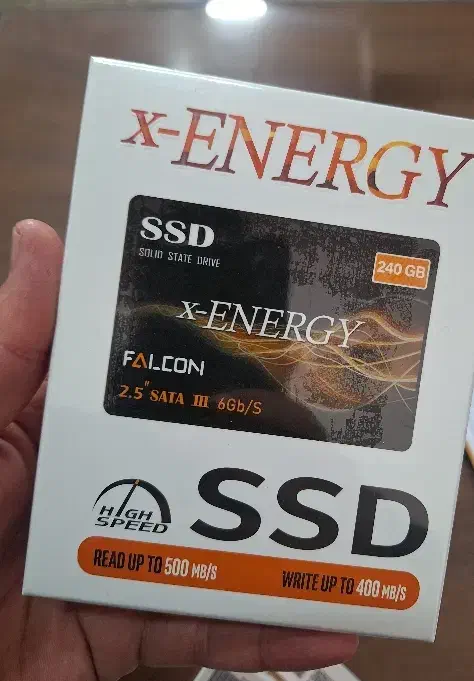 x-ENERGY
SSD
SOLID STATE DRIVE
240 GB
x-ENERGY
FALCON
2.5" SATA III 6Gb/S
SSD
HIGH
SPEED
READ UP TO 500 MB/S
WRITE UP TO 400 MB/S